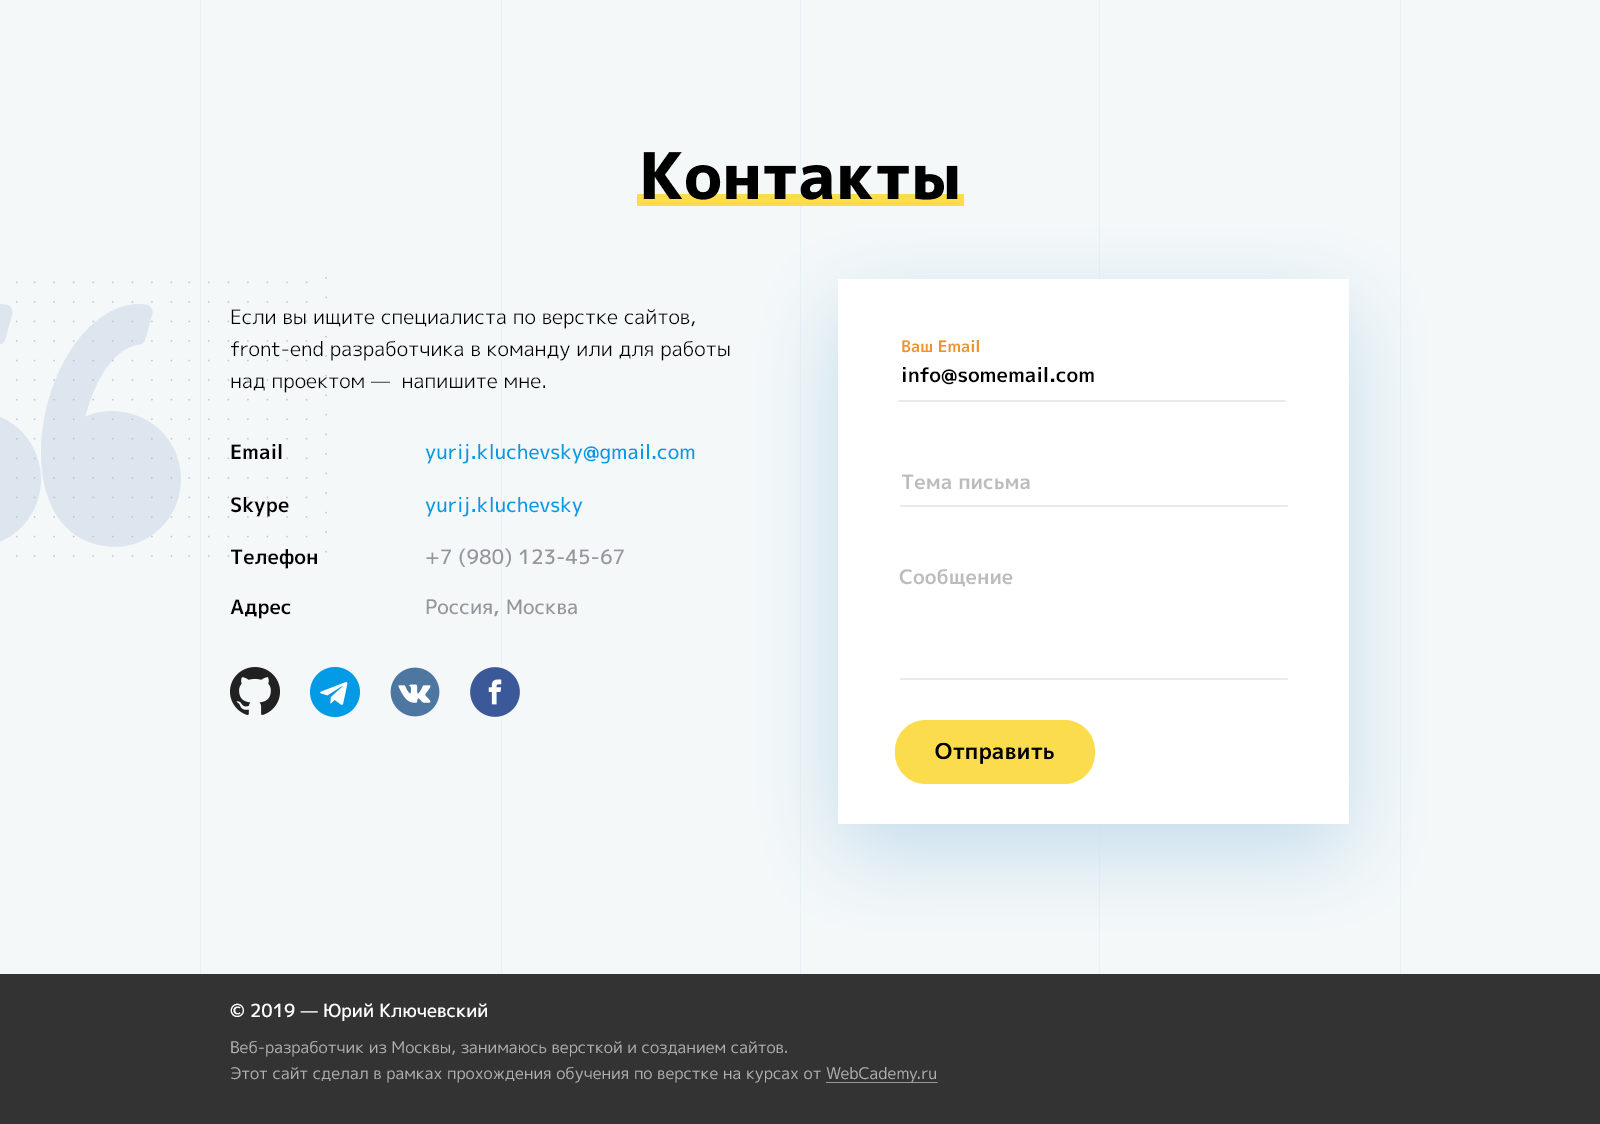 Контакты
Если вы ищите специалиста по верстке сайтов,
front-end разработчика в команду или для работы
над проектом — напишите мне.
Email yurij.kluchevsky@gmail.com
Skype yurij.kluchevsky
Телефон +7 (980) 123-45-67
Адрес Россия, Москва
Ваш Email
info@somemail.com
Тема письма
Сообщение
Отправить
© 2019 — Юрий Ключевский
Веб-разработчик из Москвы, занимаюсь версткой и созданием сайтов.
Этот сайт сделал в рамках прохождения обучения по верстке на курсах от WebCademy.ru